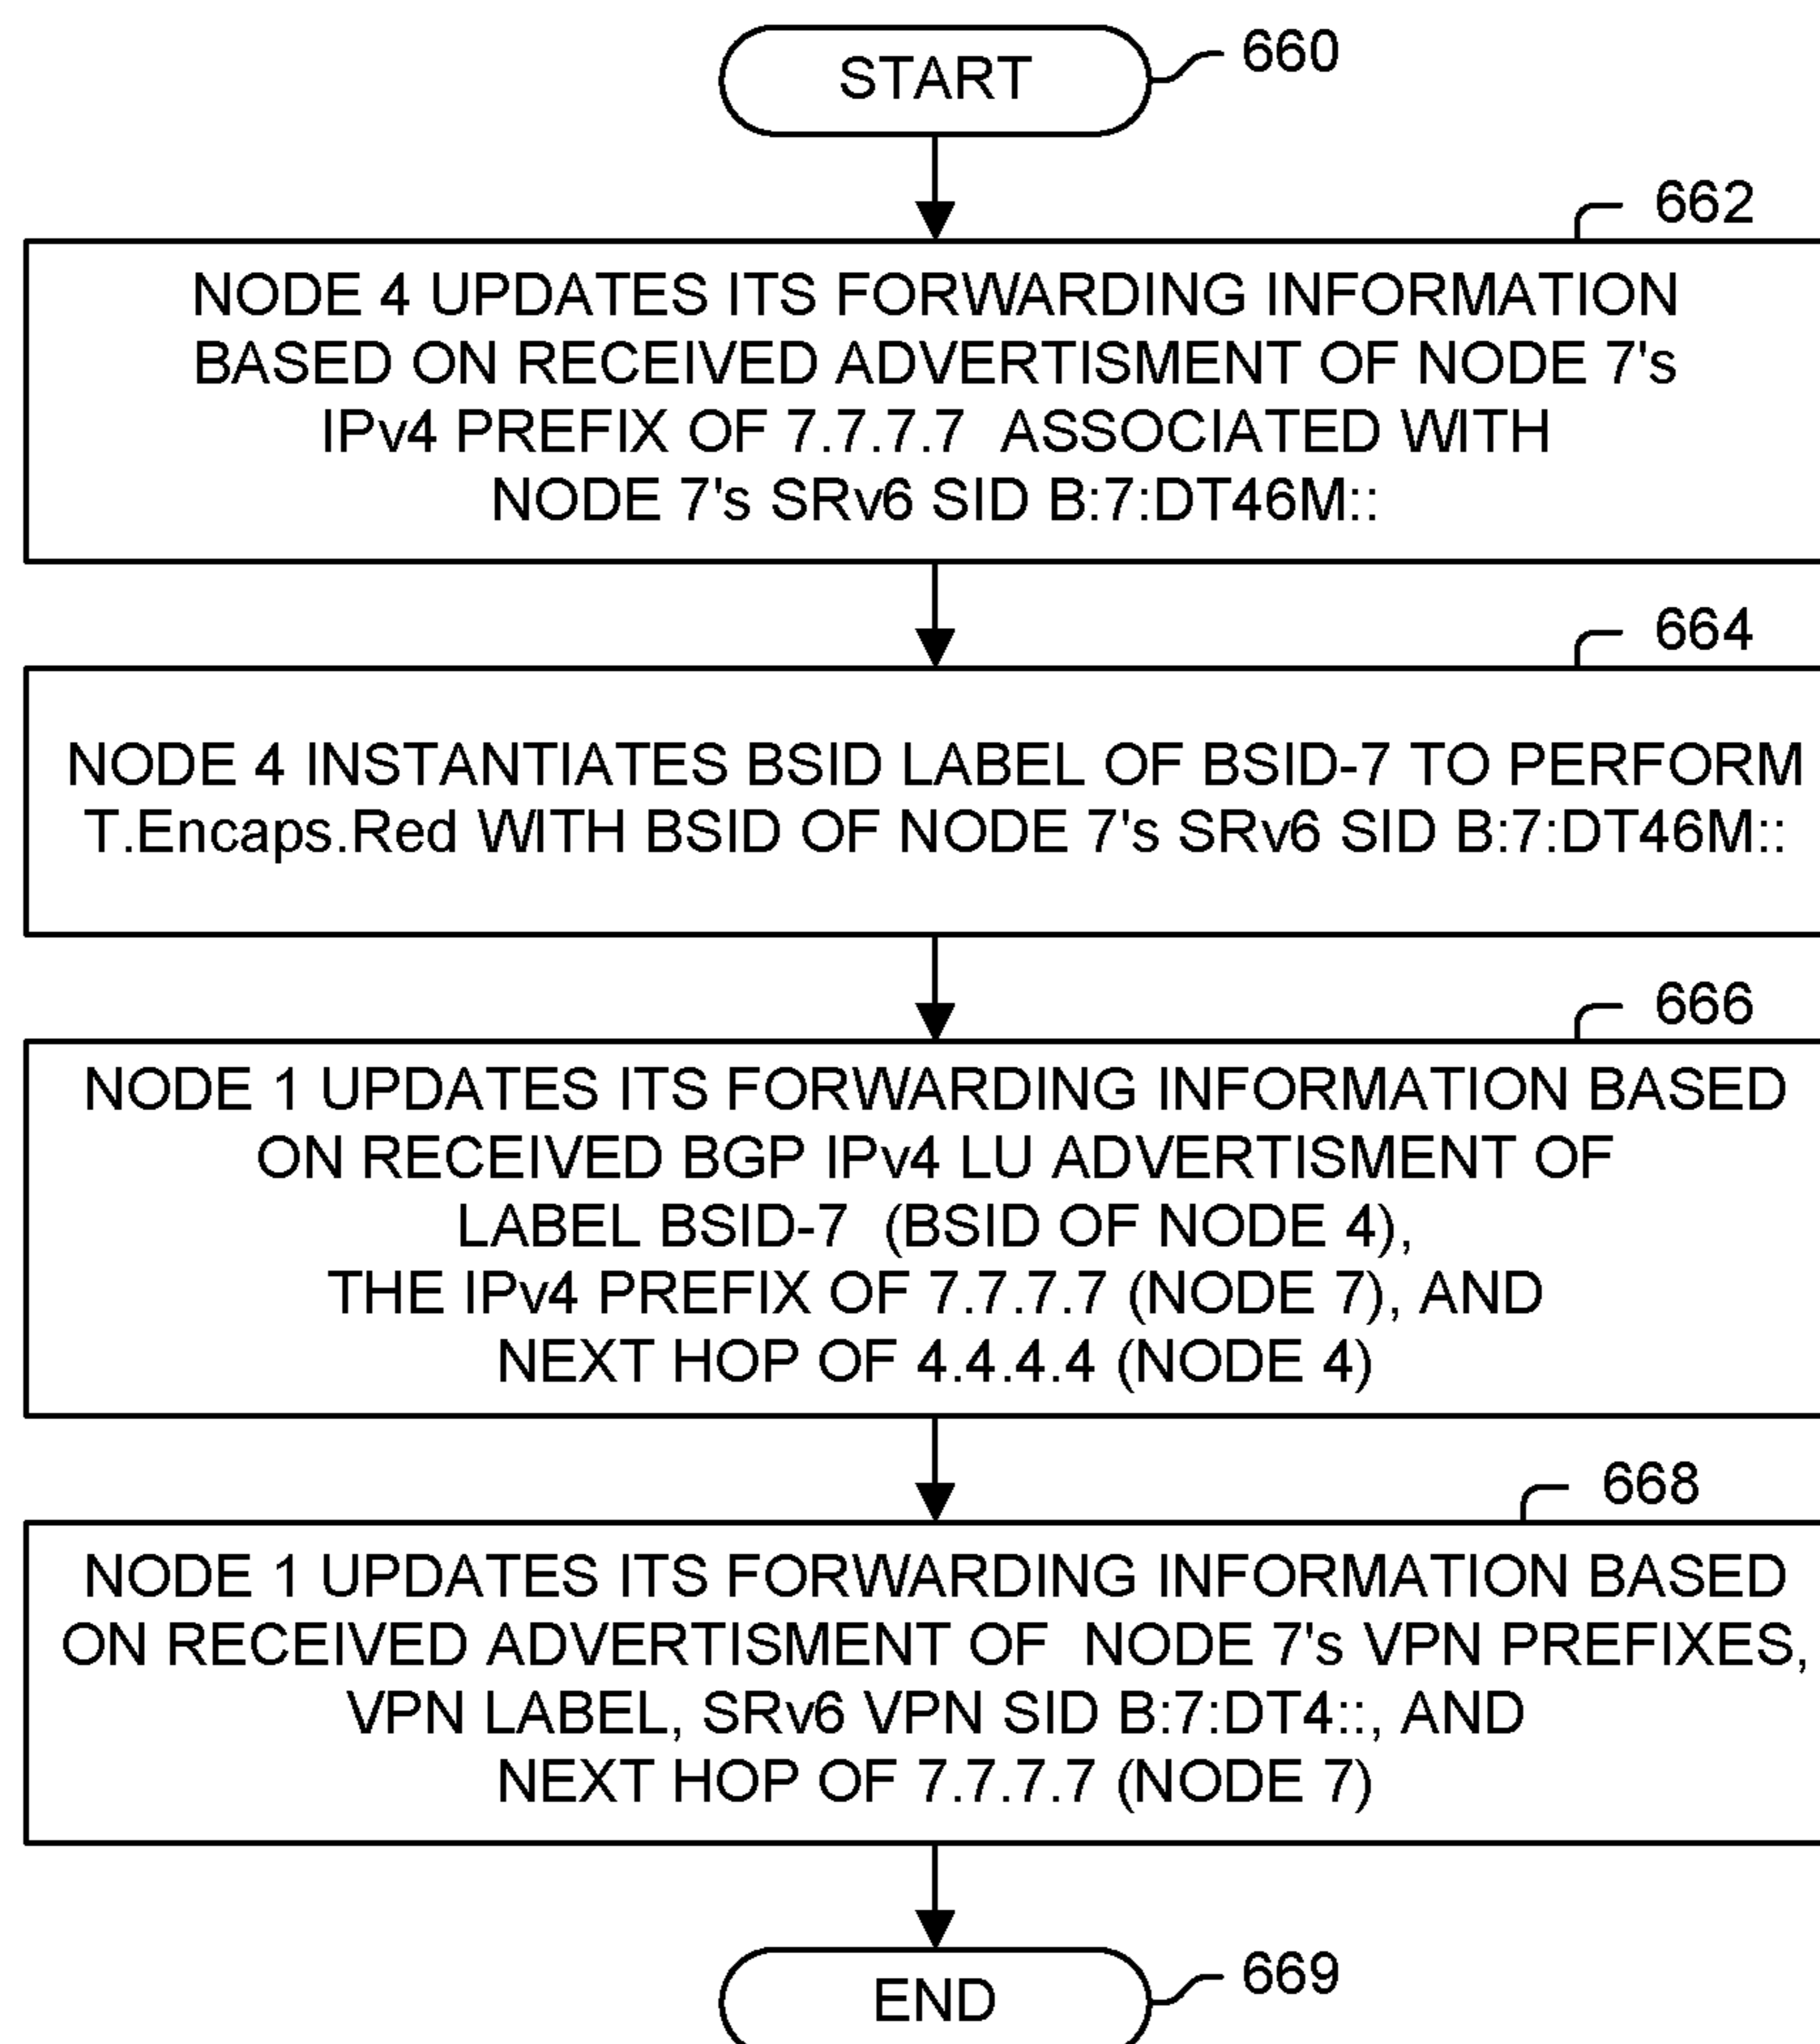 START
660
662
NODE 4 UPDATES ITS FORWARDING INFORMATION
BASED ON RECEIVED ADVERTISMENT OF NODE 7's
IPv4 PREFIX OF 7.7.7.7 ASSOCIATED WITH
NODE 7's SRv6 SID B:7:DT46M::
664
NODE 4 INSTANTIATES BSID LABEL OF BSID-7 TO PERFORM
T.Encaps.Red WITH BSID OF NODE 7's SRv6 SID B:7:DT46M::
666
NODE 1 UPDATES ITS FORWARDING INFORMATION BASED
ON RECEIVED BGP IPv4 LU ADVERTISMENT OF
LABEL BSID-7 (BSID OF NODE 4),
THE IPv4 PREFIX OF 7.7.7.7 (NODE 7), AND
NEXT HOP OF 4.4.4.4 (NODE 4)
668
NODE 1 UPDATES ITS FORWARDING INFORMATION BASED
ON RECEIVED ADVERTISMENT OF NODE 7's VPN PREFIXES,
VPN LABEL, SRv6 VPN SID B:7:DT4::, AND
NEXT HOP OF 7.7.7.7 (NODE 7)
END
669